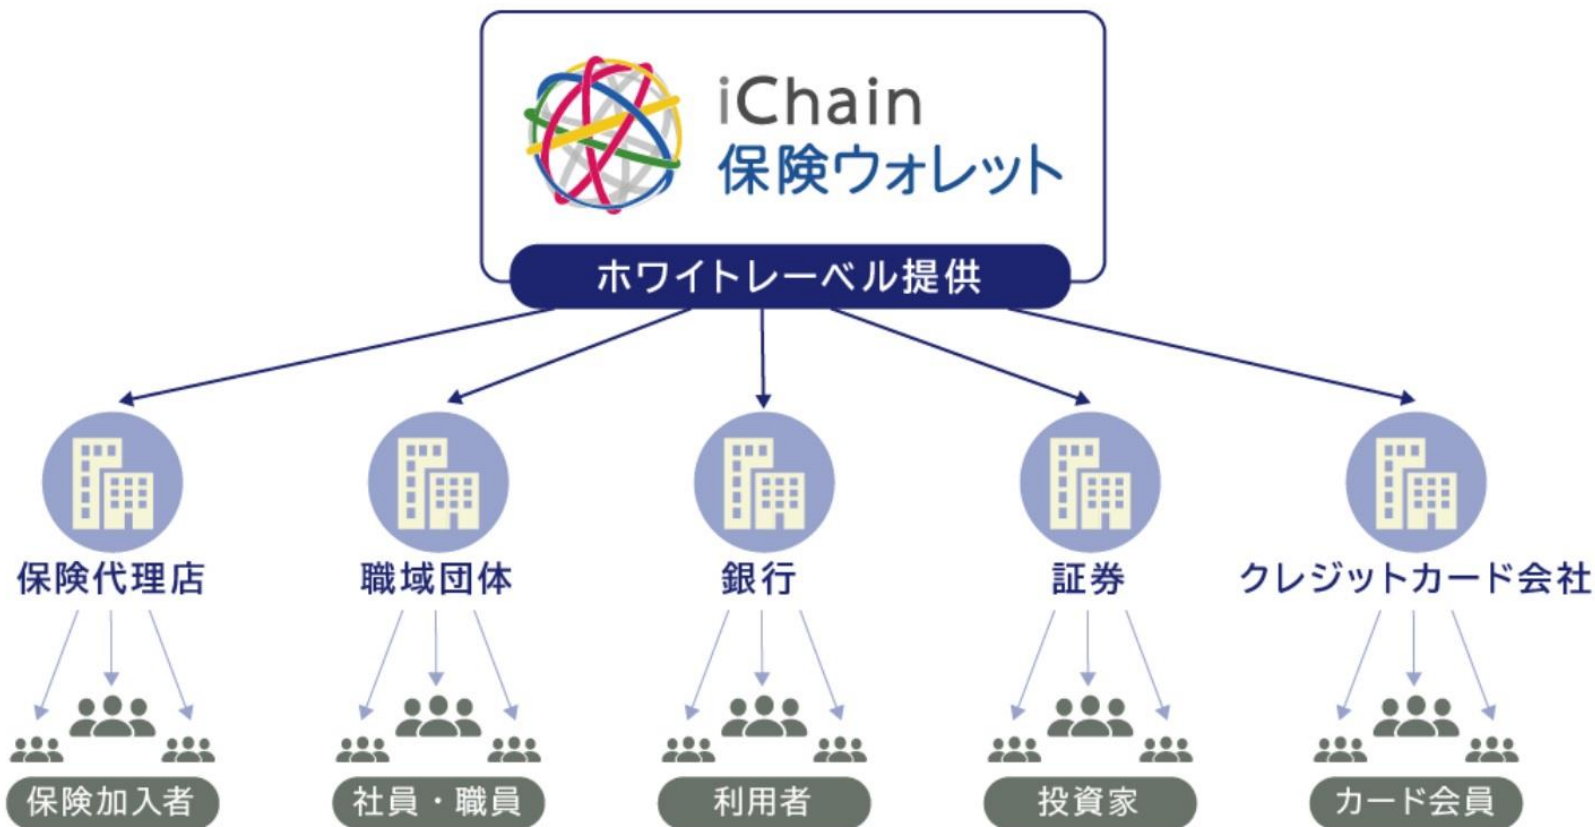 iChain
保険ウォレット
ホワイトレーベル提供
保険代理店
職域団体
銀行
証券
クレジットカード会社
保険加入者
社員・職員
利用者
投資家
カード会員